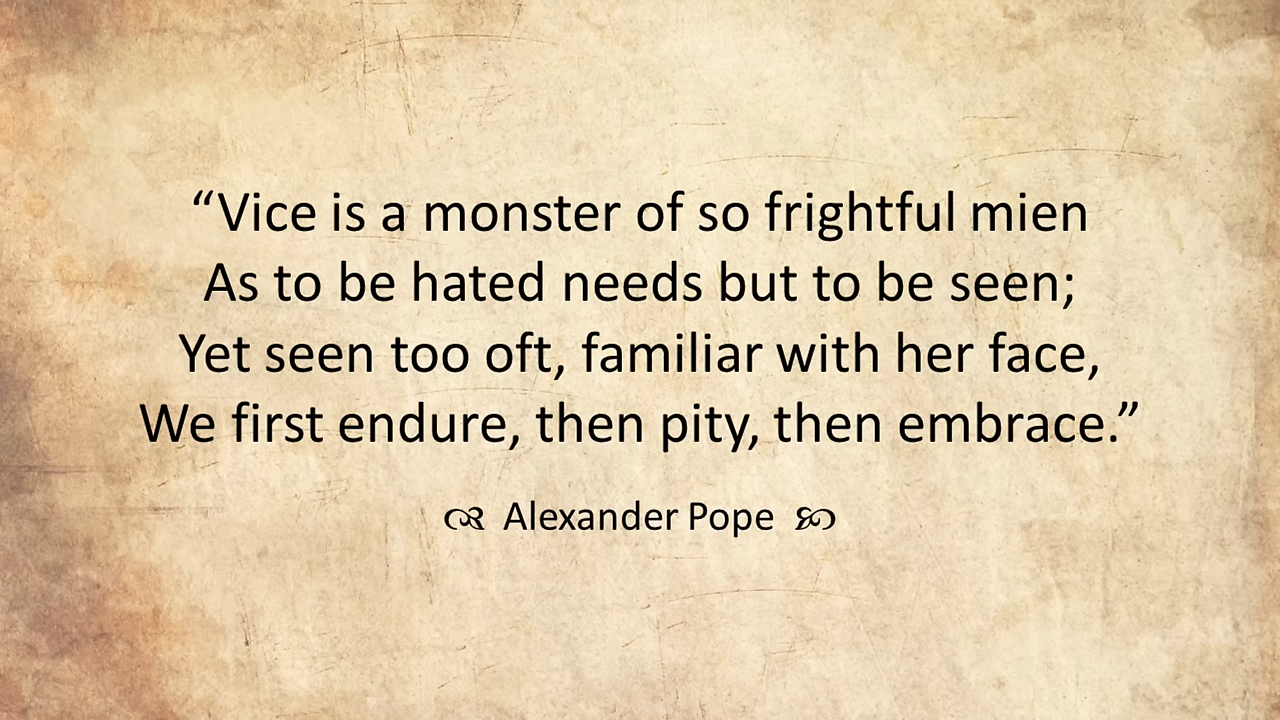 “Vice is a monster of so frightful mien
As to be hated needs but to be seen;
Yet seen too oft, familiar with her face,
We first endure, then pity, then embrace.”
Alexander Pope